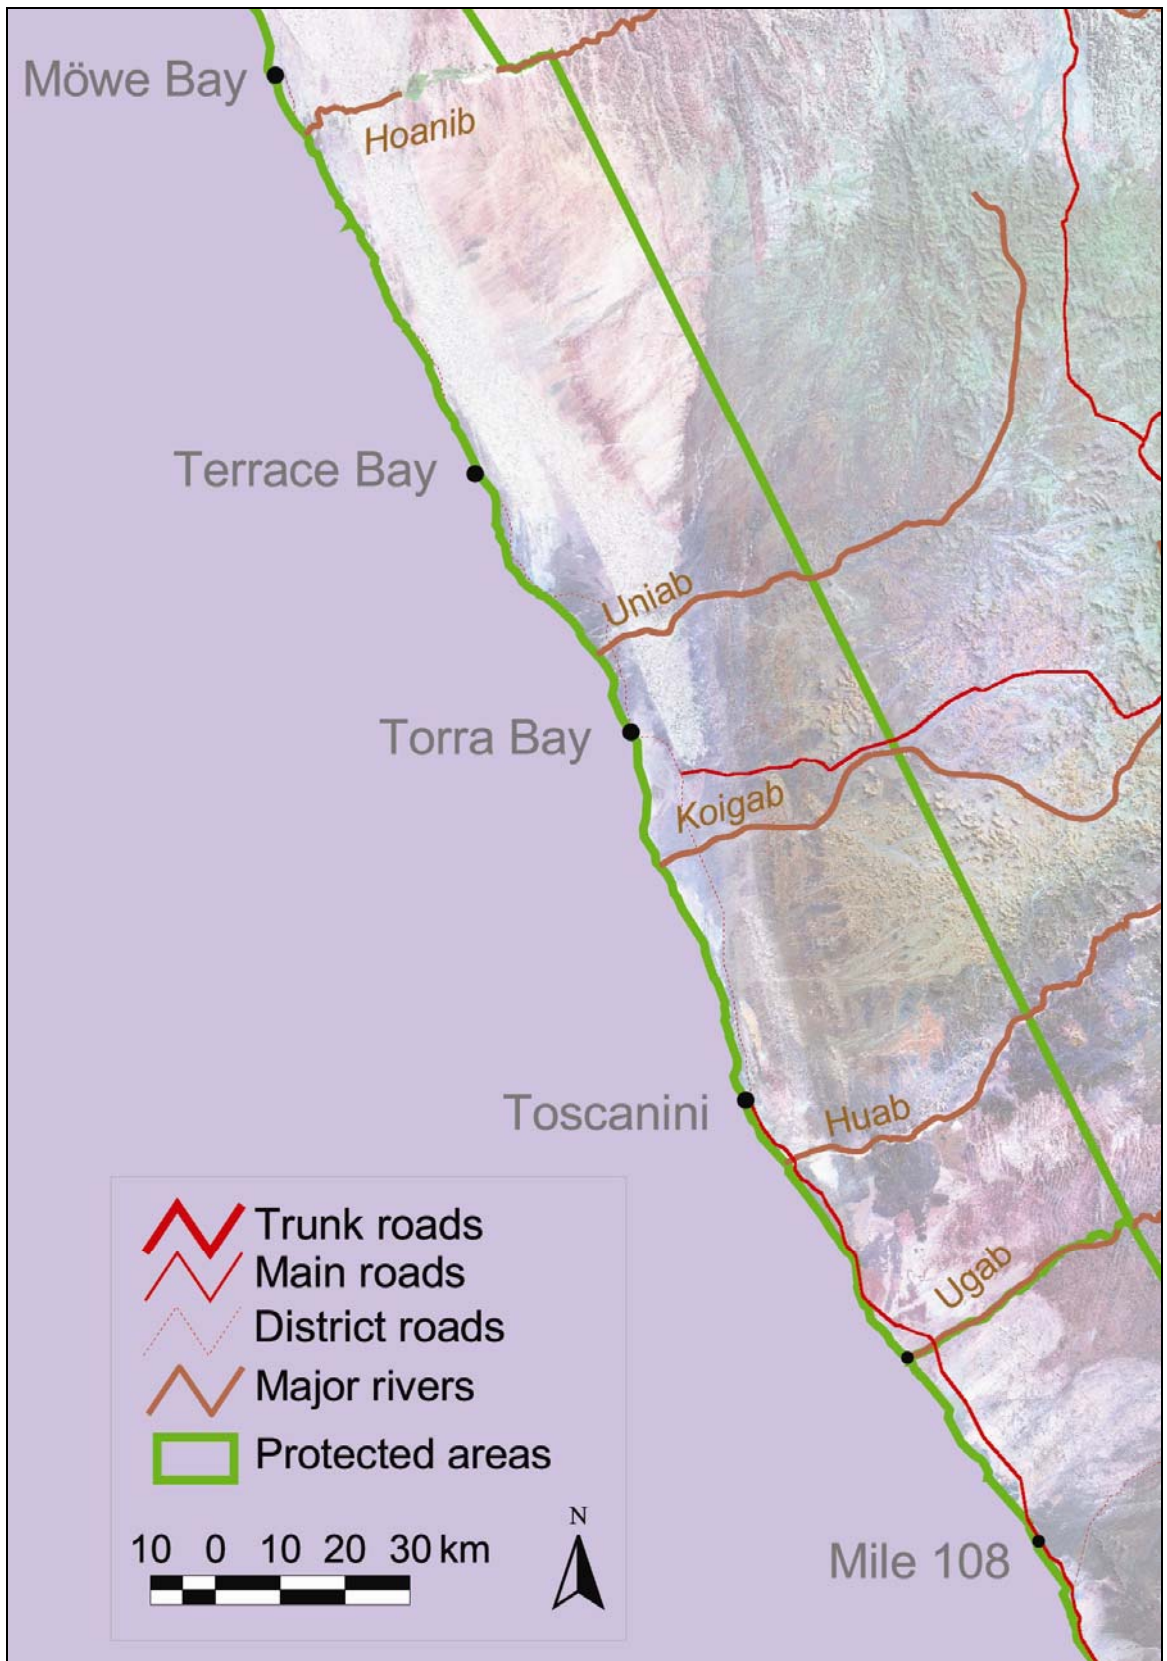 Möwe Bay
Hoanib
Terrace Bay
Uniab
Torra Bay
Koigab
Toscanini
Huab
Ugab
Trunk roads
Main roads
District roads
Major rivers
Protected areas
10 0 10 20 30 km
N
Mile 108